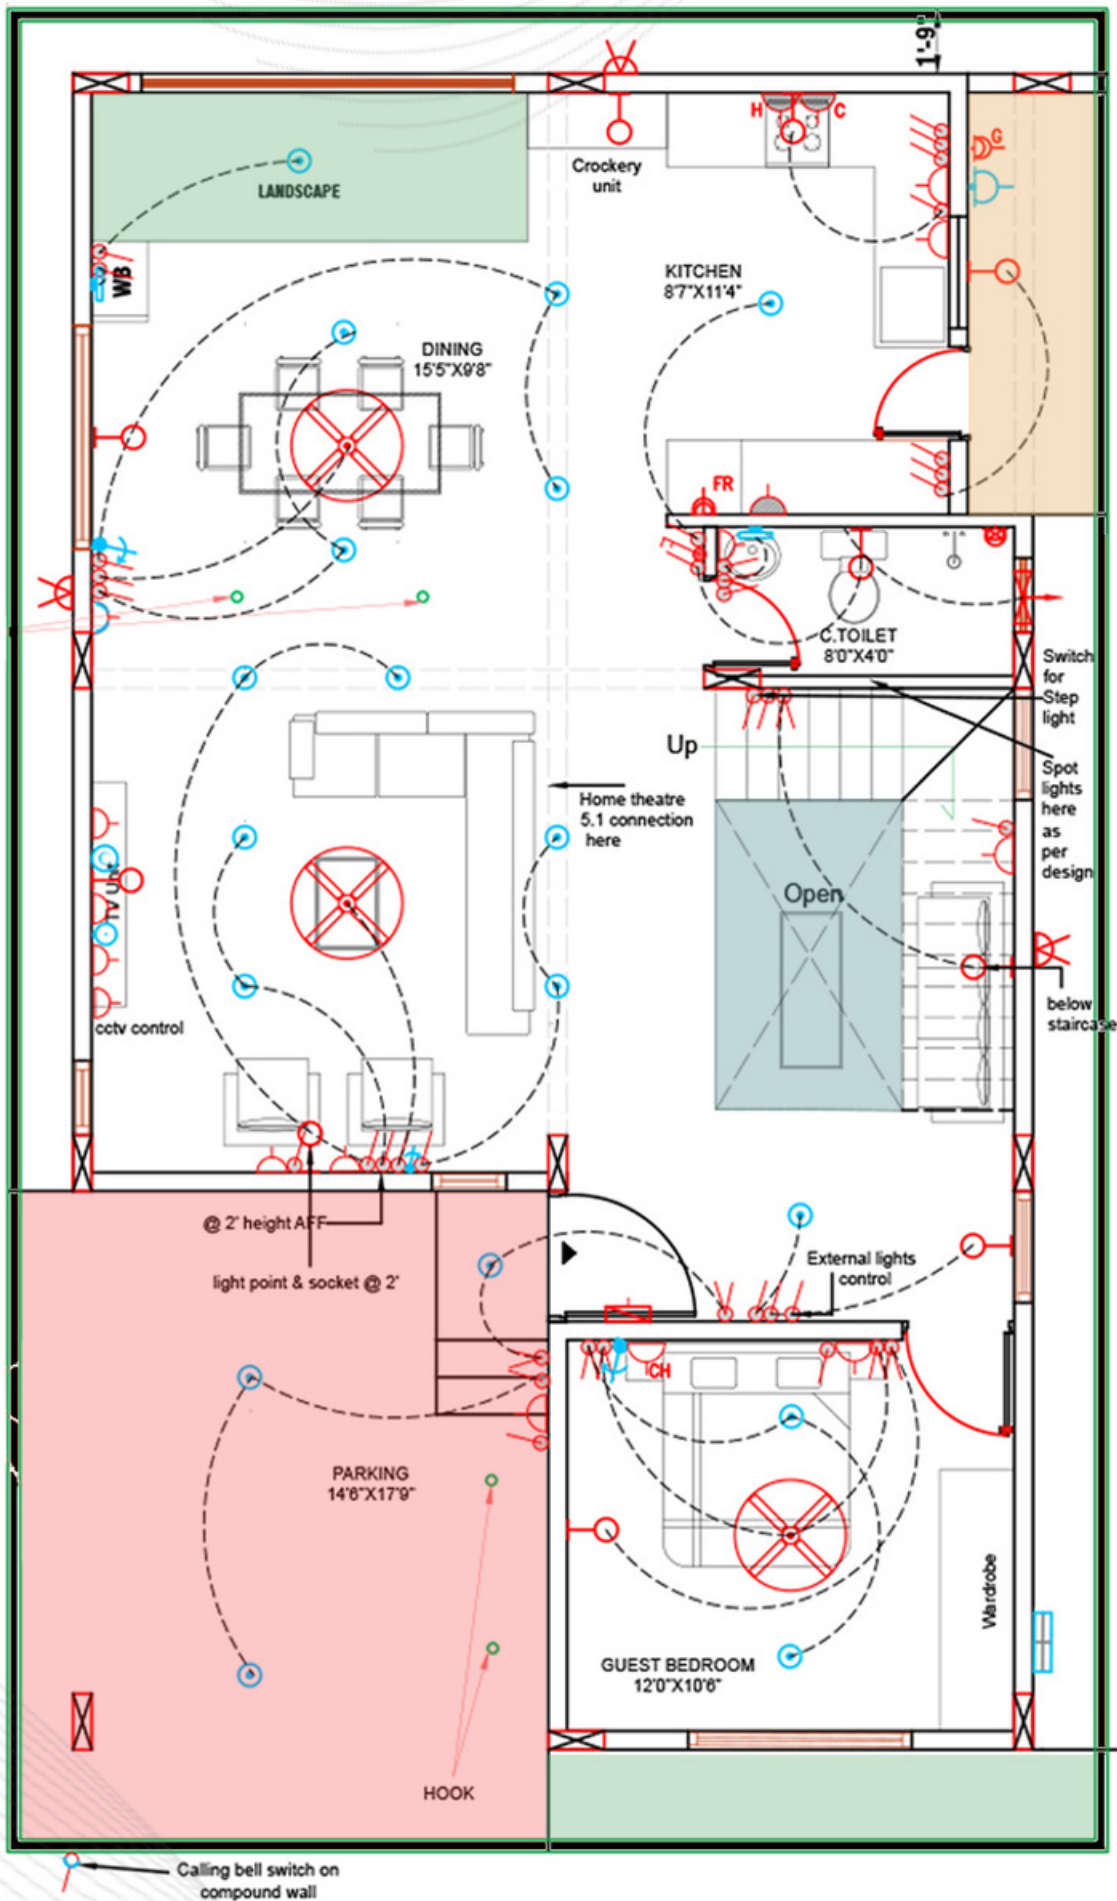 1'-9"
H
C
G
Crockery
unit
LANDSCAPE
WB
KITCHEN
8'7"X11'4"
DINING
15'5"X9'8"
FR
C.TOILET
8'0"X4'0"
Switch
for
Step
light
Up
Spot
lights
here
as
per
design
Home theatre
5.1 connection
here
Open
TV Unit
cctv control
below
staircase
@ 2' height AFF
light point & socket @ 2'
External lights
control
CH
PARKING
14'6"X17'9"
Wardrobe
GUEST BEDROOM
12'0"X10'6"
HOOK
Calling bell switch on
compound wall